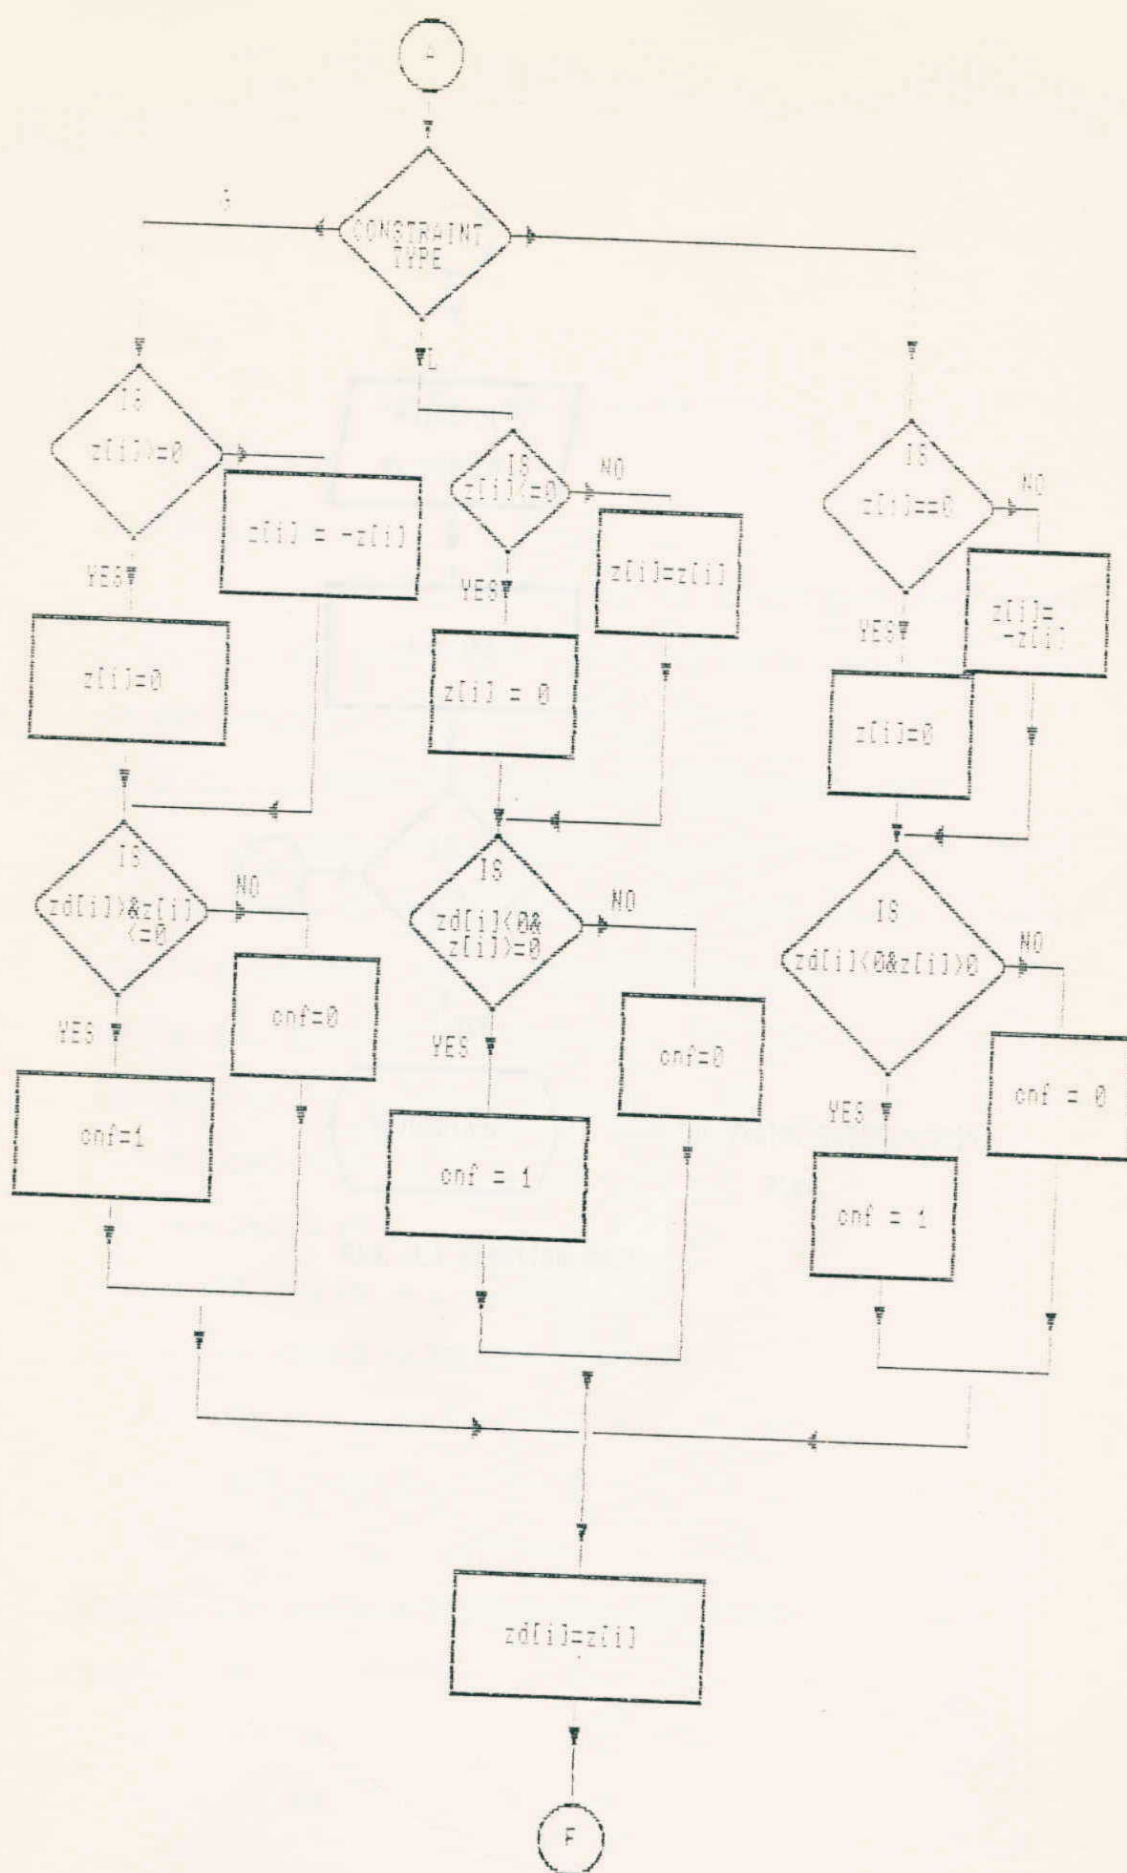 A
G
CONSTRAINT
TYPE
L
IS
z[i]<=0
IS
z[i]<=0
NO
IS
z[i]==0
NO
z[i] = -z[i]
z[i]=z[i]
YES
YES
z[i]=
-z[i]
YES
z[i]=0
z[i] = 0
z[i]=0
IS
zd[i]>&z[i]
<=0
NO
IS
zd[i]<0&
z[i]>=0
NO
IS
zd[i]<0&z[i]>0
NO
cnf=0
YES
cnf=0
YES
cnf = 0
YES
cnf=1
cnf = 1
cnf = 1
zd[i]=z[i]